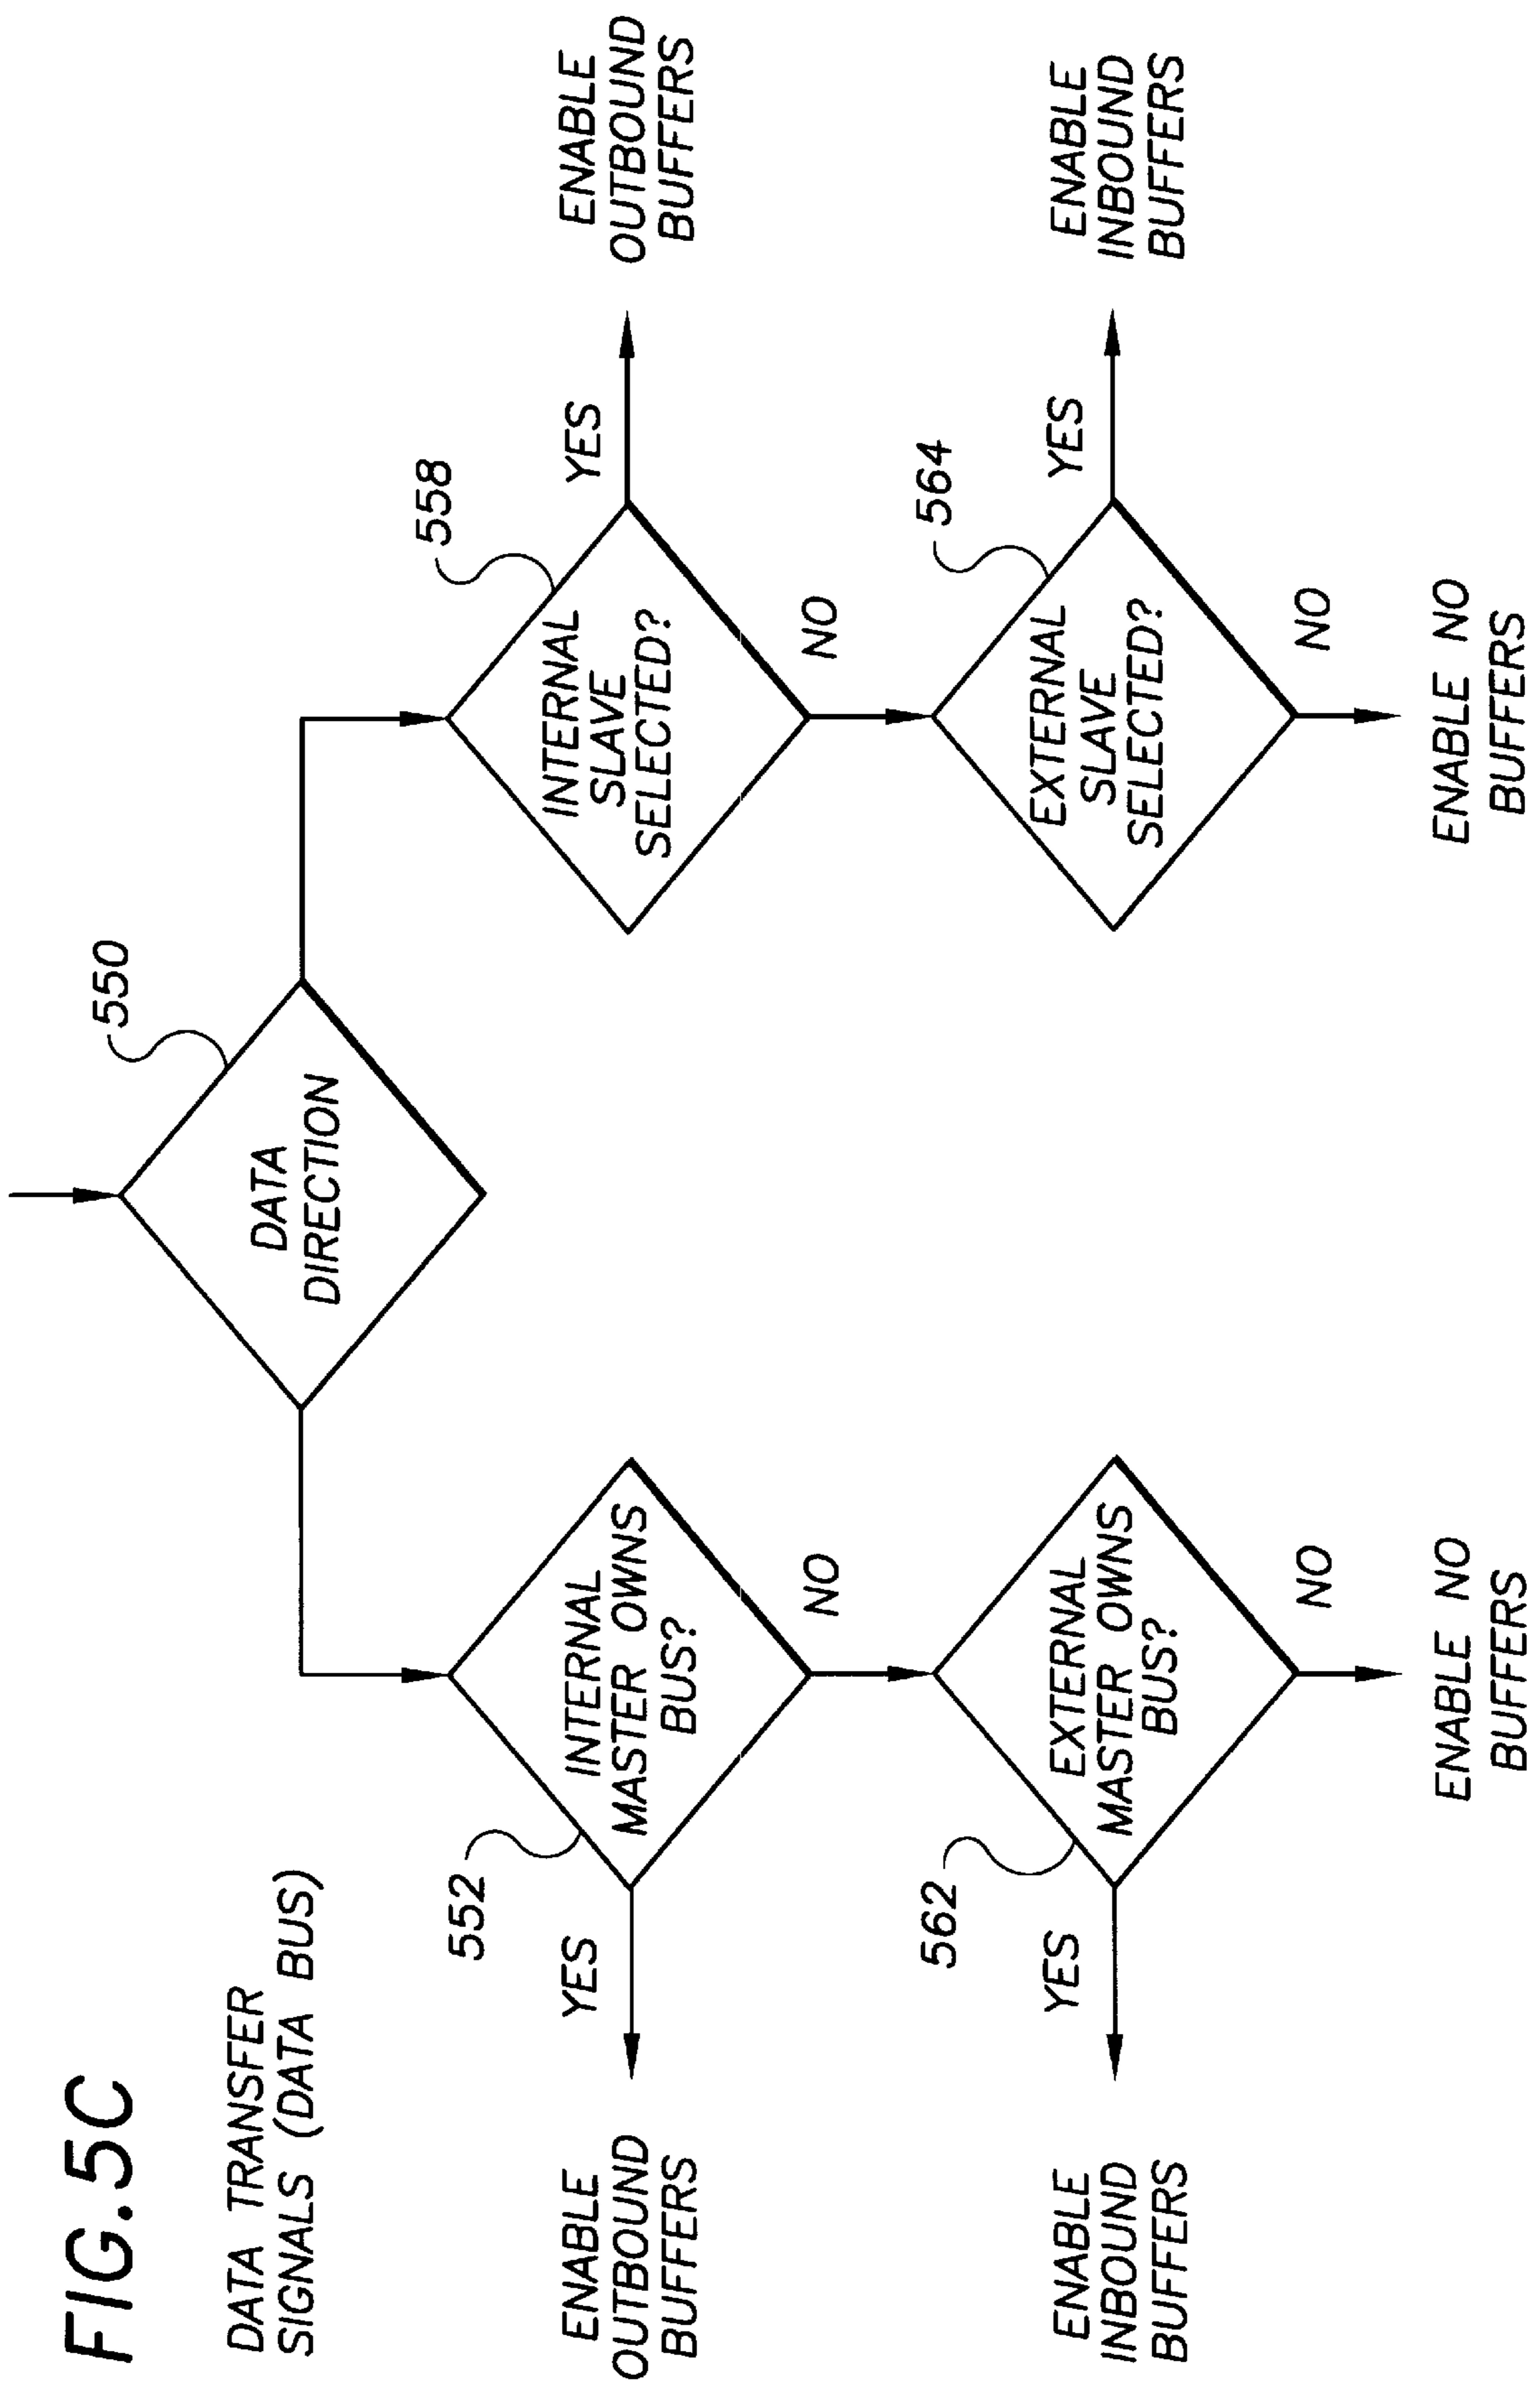 FIG.5C
DATA TRANSFER
SIGNALS (DATA BUS)
550
DATA
DIRECTION
552
INTERNAL
MASTER OWNS
BUS?
YES
ENABLE
OUTBOUND
BUFFERS
NO
562
EXTERNAL
MASTER OWNS
BUS?
YES
ENABLE
INBOUND
BUFFERS
NO
ENABLE NO
BUFFERS
558
INTERNAL
SLAVE
SELECTED?
YES
ENABLE
OUTBOUND
BUFFERS
NO
564
EXTERNAL
SLAVE
SELECTED?
YES
ENABLE
INBOUND
BUFFERS
NO
ENABLE NO
BUFFERS